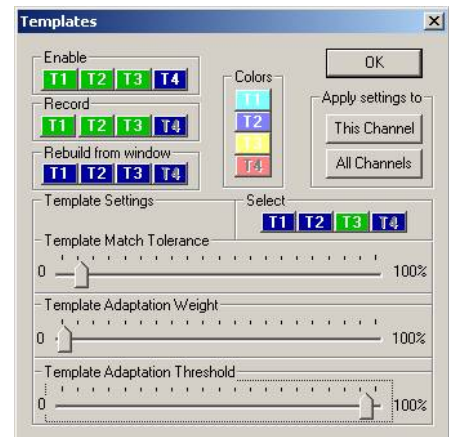 Templates
Enable
T1 T2 T3 T4
Record
T1 T2 T3 T4
Rebuild from window
T1 T2 T3 T4
Colors
T1
T2
T3
T4
OK
Apply settings to
This Channel
All Channels
Template Settings
Select
T1 T2 T3 T4
Template Match Tolerance
0 100%
Template Adaptation Weight
0 100%
Template Adaptation Threshold
0 100%